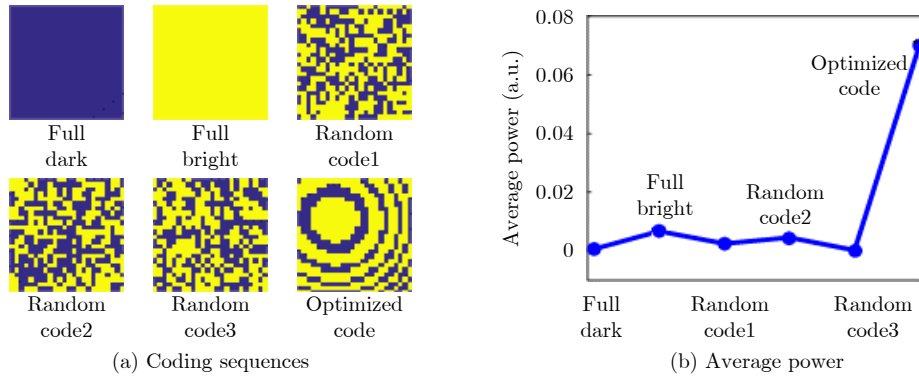 Full
dark
Full
bright
Random
code1
Random
code2
Random
code3
Optimized
code
(a) Coding sequences
Average power (a.u.)
0.08
0.06
0.04
0.02
0
Full
bright
Random
code2
Optimized
code
Full
dark
Random
code1
Random
code3
(b) Average power